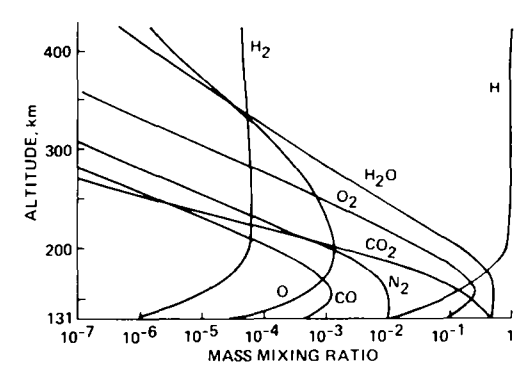 400
300
200
131
ALTITUDE, km
H₂
H
H₂O
O₂
CO₂
N₂
O
CO
10⁻⁷ 10⁻⁶ 10⁻⁵ 10⁻⁴ 10⁻³ 10⁻² 10⁻¹ 1
MASS MIXING RATIO